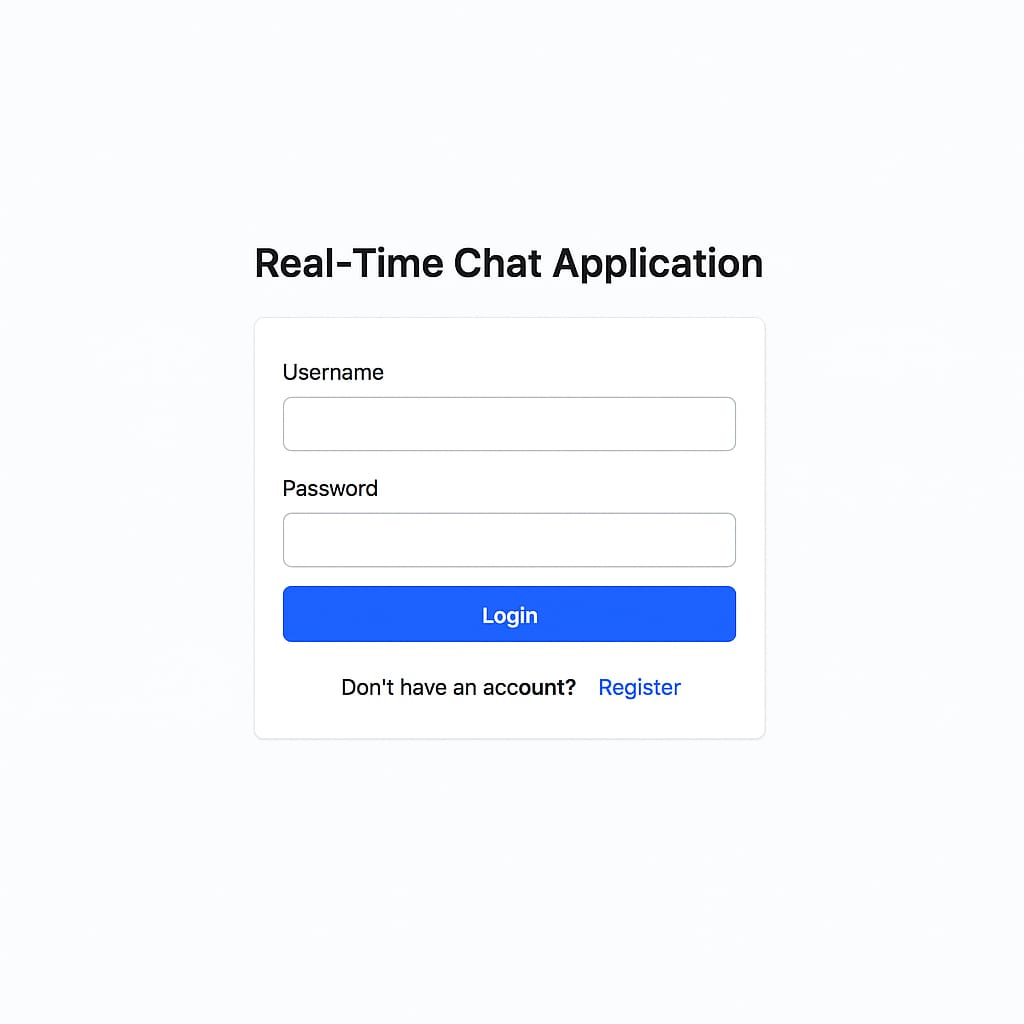 Real-Time Chat Application
Username
Password
Login
Don't have an account? Register